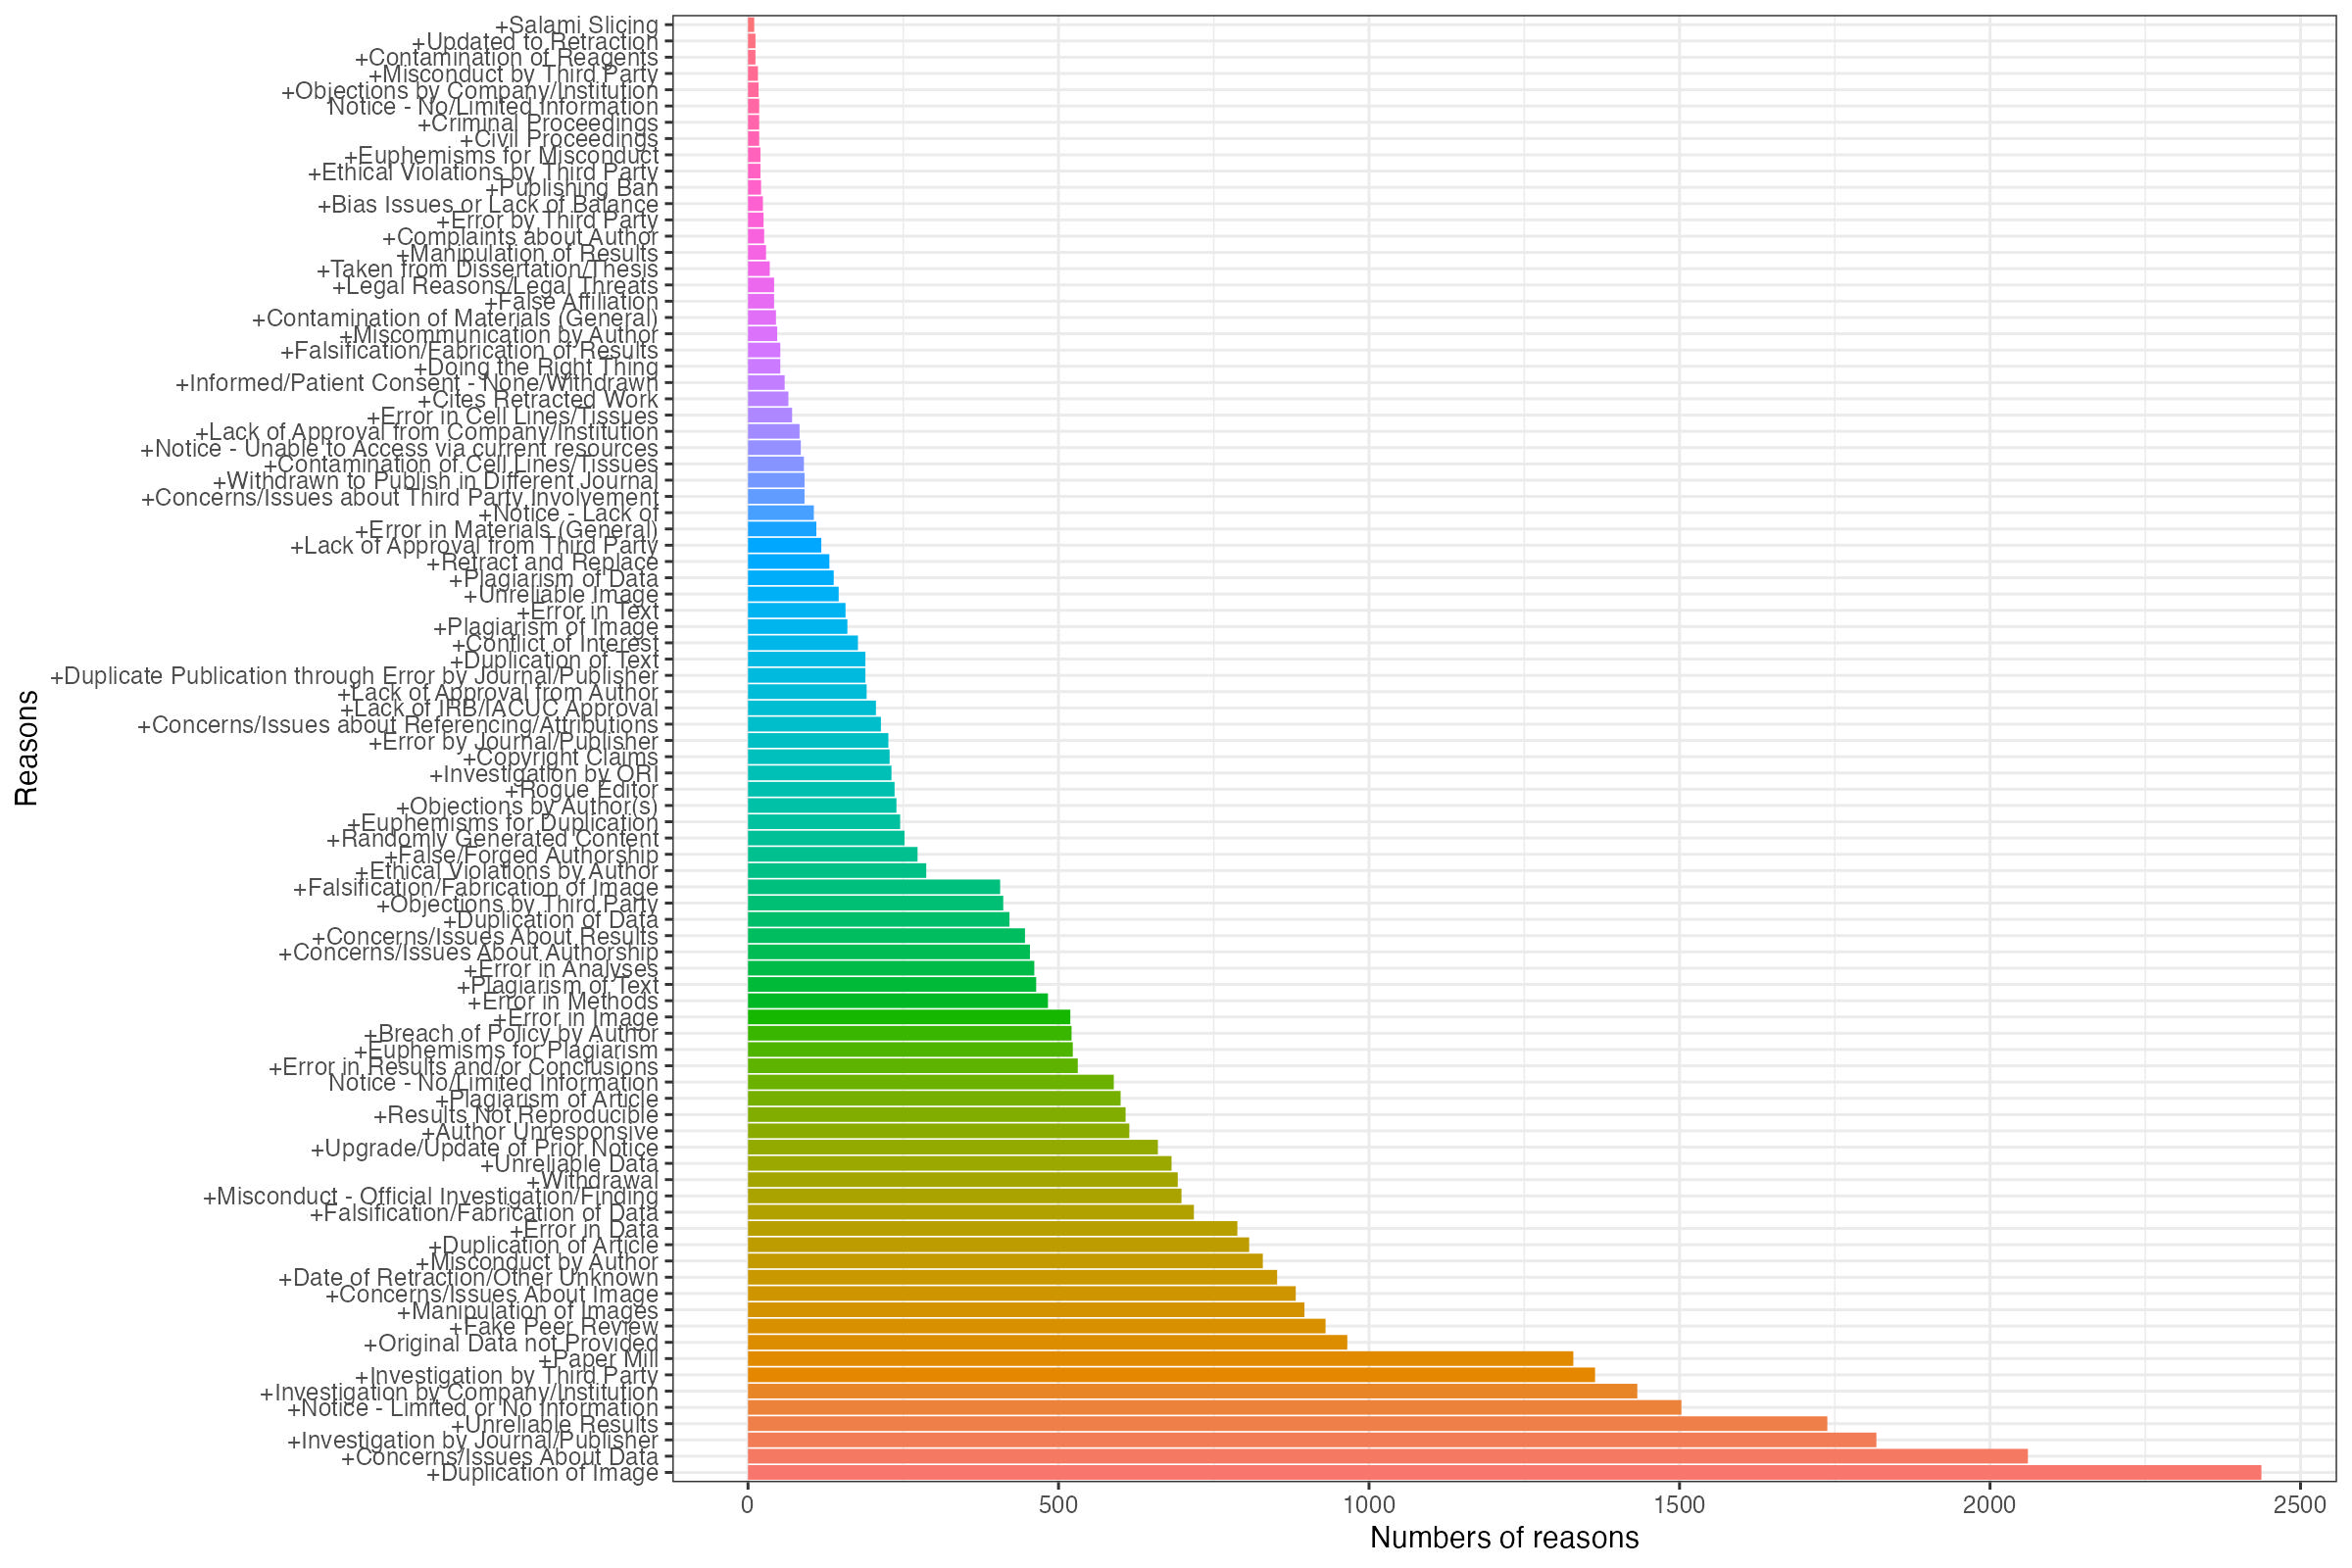 +Salami Slicing
+Updated to Retraction
+Contamination of Reagents
+Misconduct by Third Party
+Objections by Company/Institution
Notice - No/Limited Information
+Criminal Proceedings
+Civil Proceedings
+Euphemisms for Misconduct
+Ethical Violations by Third Party
+Publishing Ban
+Bias Issues or Lack of Balance
+Error by Third Party
+Complaints about Author
+Manipulation of Results
+Taken from Dissertation/Thesis
+Legal Reasons/Legal Threats
+False Affiliation
+Contamination of Materials (General)
+Miscommunication by Author
+Falsification/Fabrication of Results
+Doing the Right Thing
+Informed/Patient Consent - None/Withdrawn
+Cites Retracted Work
+Error in Cell Lines/Tissues
+Lack of Approval from Company/Institution
+Notice - Unable to Access via current resources
+Contamination of Cell Lines/Tissues
+Withdrawn to Publish in Different Journal
+Concerns/Issues about Third Party Involvement
+Notice - Lack of
+Error in Materials (General)
+Lack of Approval from Third Party
+Retract and Replace
+Plagiarism of Data
+Unreliable Image
+Error in Text
+Plagiarism of Image
+Conflict of Interest
+Duplication of Text
+Duplicate Publication through Error by Journal/Publisher
+Lack of Approval from Author
+Lack of IRB/IACUC Approval
+Concerns/Issues about Referencing/Attributions
+Error by Journal/Publisher
+Copyright Claims
+Investigation by ORI
+Rogue Editor
+Objections by Author(s)
+Euphemisms for Duplication
+Randomly Generated Content
+False/Forged Authorship
+Ethical Violations by Author
+Falsification/Fabrication of Image
+Objections by Third Party
+Duplication of Data
+Concerns/Issues About Results
+Concerns/Issues About Authorship
+Error in Analyses
+Plagiarism of Text
+Error in Methods
+Error in Image
+Breach of Policy by Author
+Euphemisms for Plagiarism
+Error in Results and/or Conclusions
Notice - No/Limited Information
+Plagiarism of Article
+Results Not Reproducible
+Author Unresponsive
+Upgrade/Update of Prior Notice
+Unreliable Data
+Withdrawal
+Misconduct - Official Investigation/Finding
+Falsification/Fabrication of Data
+Error in Data
+Duplication of Article
+Misconduct by Author
+Date of Retraction/Other Unknown
+Concerns/Issues About Image
+Manipulation of Images
+Fake Peer Review
+Original Data not Provided
+Paper Mill
+Investigation by Third Party
+Investigation by Company/Institution
+Notice - Limited or No Information
+Unreliable Results
+Investigation by Journal/Publisher
+Concerns/Issues About Data
+Duplication of Image
Reasons
0 500 1000 1500 2000 2500
Numbers of reasons